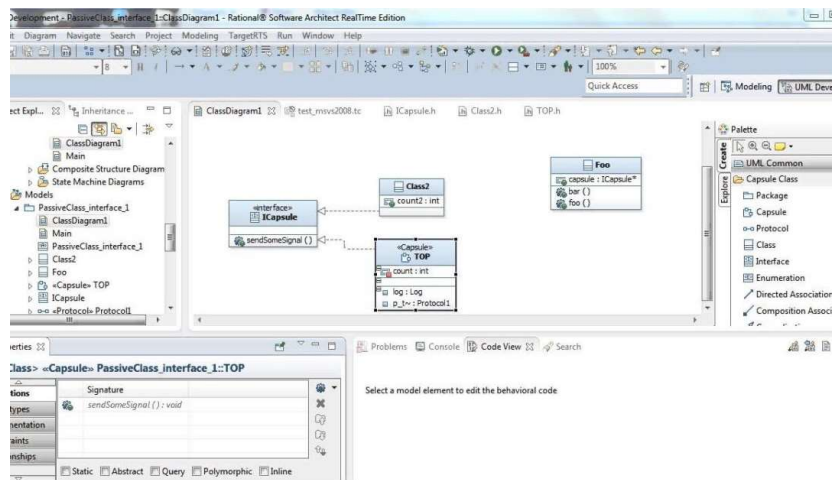 Development - PassiveClass_interface_1::ClassDiagram1 - Rational® Software Architect RealTime Edition
Diagram Navigate Search Project Modeling TargetRTS Run Window Help
8
100%
Quick Access
Modeling
UML Deve
ect Expl...
Inheritance ...
ClassDiagram1
Main
Composite Structure Diagram
State Machine Diagrams
Models
PassiveClass_interface_1
ClassDiagram1
Main
PassiveClass_interface_1
Class2
Foo
«Capsule» TOP
ICapsule
«Protocol» Protocol1
ClassDiagram1
test_msvs2008.tc
ICapsule.h
Class2.h
TOP.h
«interface»
ICapsule
sendSomeSignal ( )
Class2
count2 : int
«Capsule»
TOP
count : int
log : Log
p_t~ : Protocol1
Foo
capsule : ICapsule*
bar ( )
foo ( )
Palette
Create
Explore
UML Common
Capsule Class
Package
Capsule
Protocol
Class
Interface
Enumeration
Directed Association
Composition Associ
erties
Class> «Capsule» PassiveClass_interface_1::TOP
tions
types
mentation
raints
onships
Signature
sendSomeSignal ( ) : void
Static Abstract Query Polymorphic Inline
Problems Console Code View Search
Select a model element to edit the behavioral code